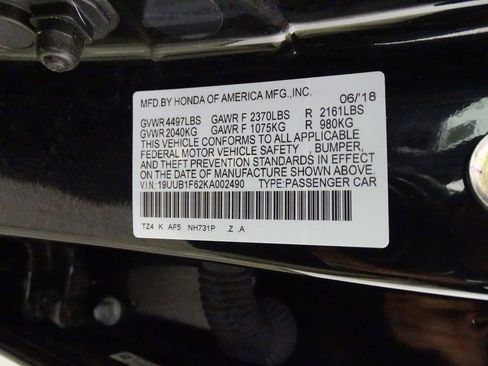 MFD.BY HONDA OF AMERICA MFG.,INC. 06/'18
GVWR 4497LBS GAWR F 2370LBS R 2161LBS
GVWR 2040KG GAWR F 1075KG R 980KG
THIS VEHICLE CONFORMS TO ALL APPLICABLE
FEDERAL MOTOR VEHICLE SAFETY , BUMPER,
AND THEFT PREVENTION STANDARDS IN EFFECT
ON THE DATE OF MANUFACTURE SHOWN ABOVE.
VIN:19UUB1F62KA002490 TYPE:PASSENGER CAR
TZ4 K AF5 NH731P .Z .A